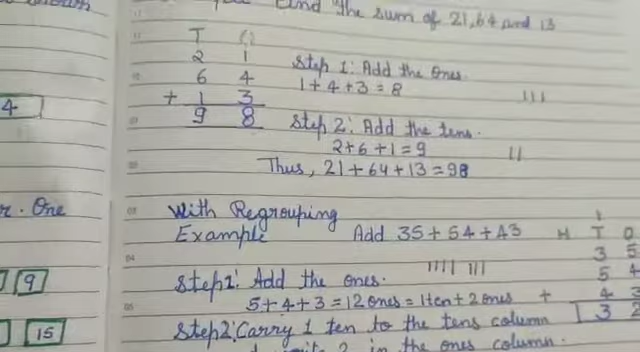 Find the sum of 21, 64 and 13
T O
2 1
Step 1: Add the Ones.
6 4
1+4+3=8
+ 1 3
9 8
Step 2: Add the tens.
2+6+1=9
Thus, 21+64+13=98
4
One
With Regrouping
Example Add 35+54+43
1
H T O
3 5
5 4
+ 4 3
1 3 2
9
Step1: Add the ones.
5+4+3=12 ones=1ten+2 ones
15
Step2: Carry 1 ten to the tens column
2 in the ones column.